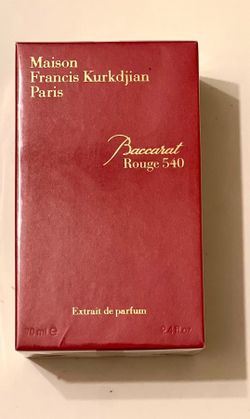 Maison
Francis Kurkdjian
Paris
Baccarat
Rouge 540
Extrait de parfum
70 ml e 2.4 fl oz